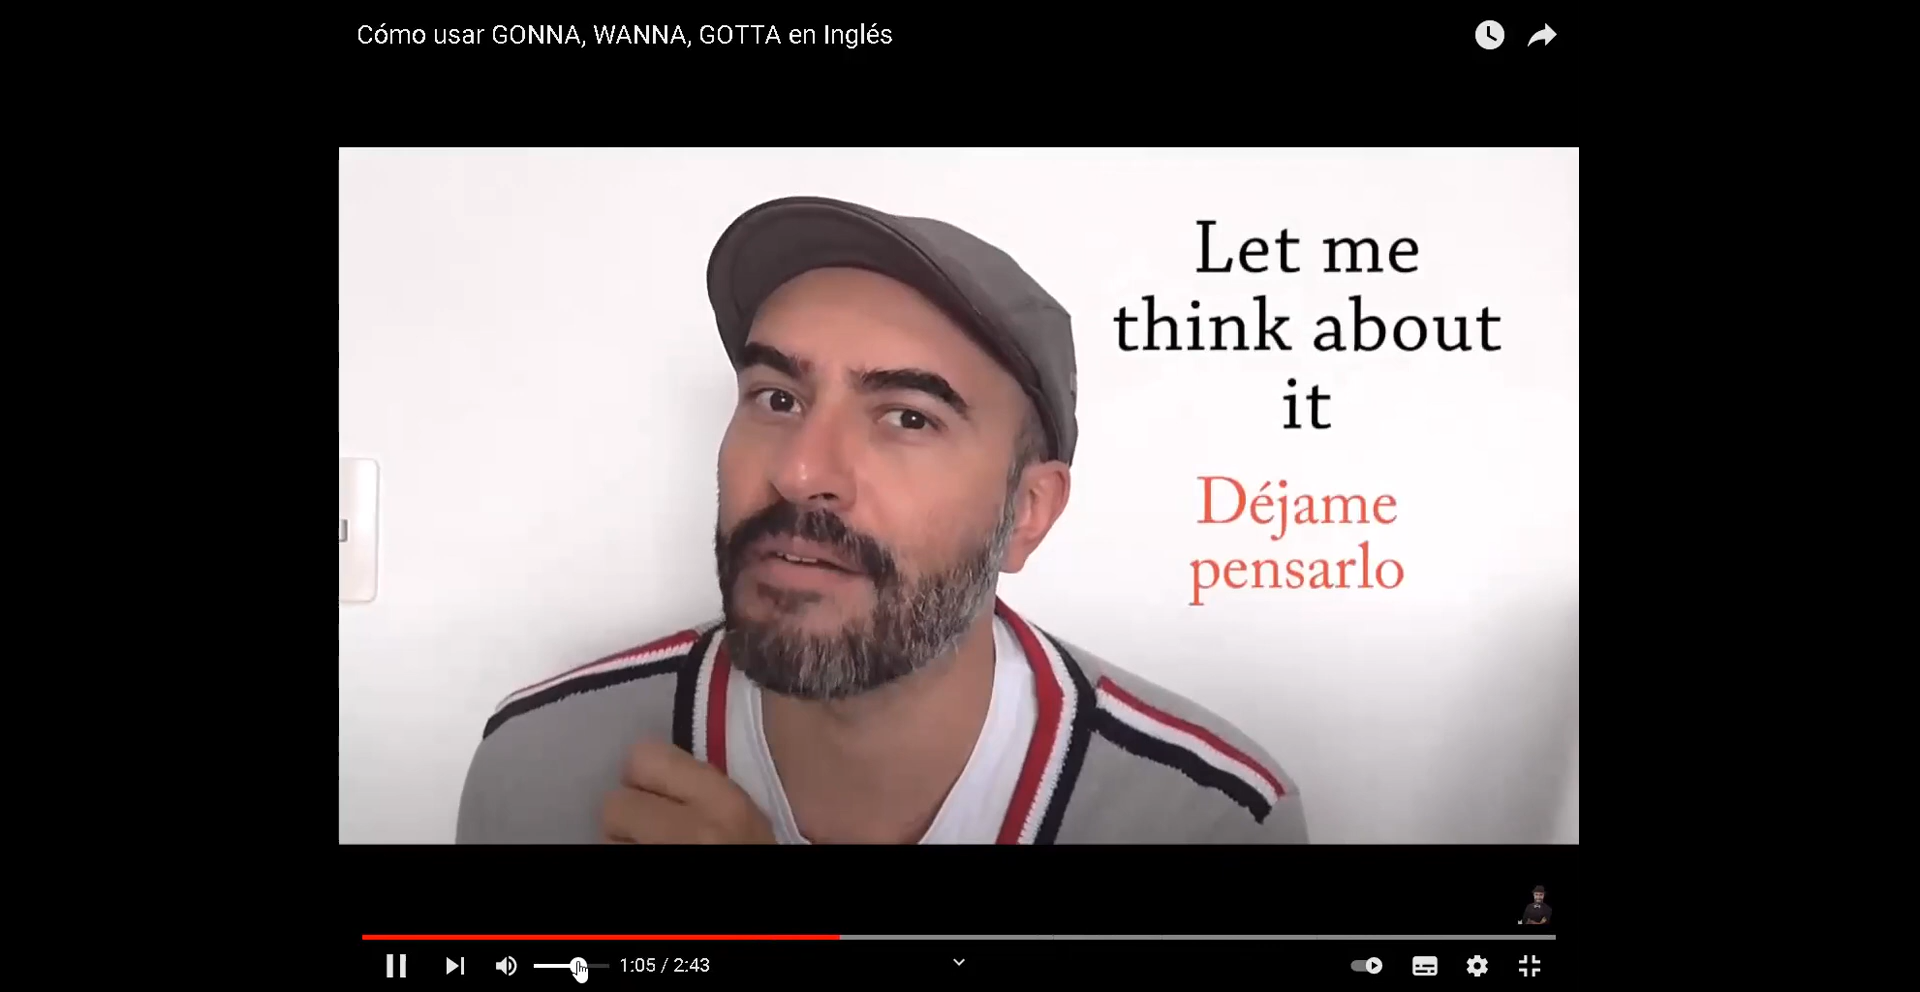 Cómo usar GONNA, WANNA, GOTTA en Inglés
Let me
think about
it
Déjame
pensarlo
1:05 / 2:43